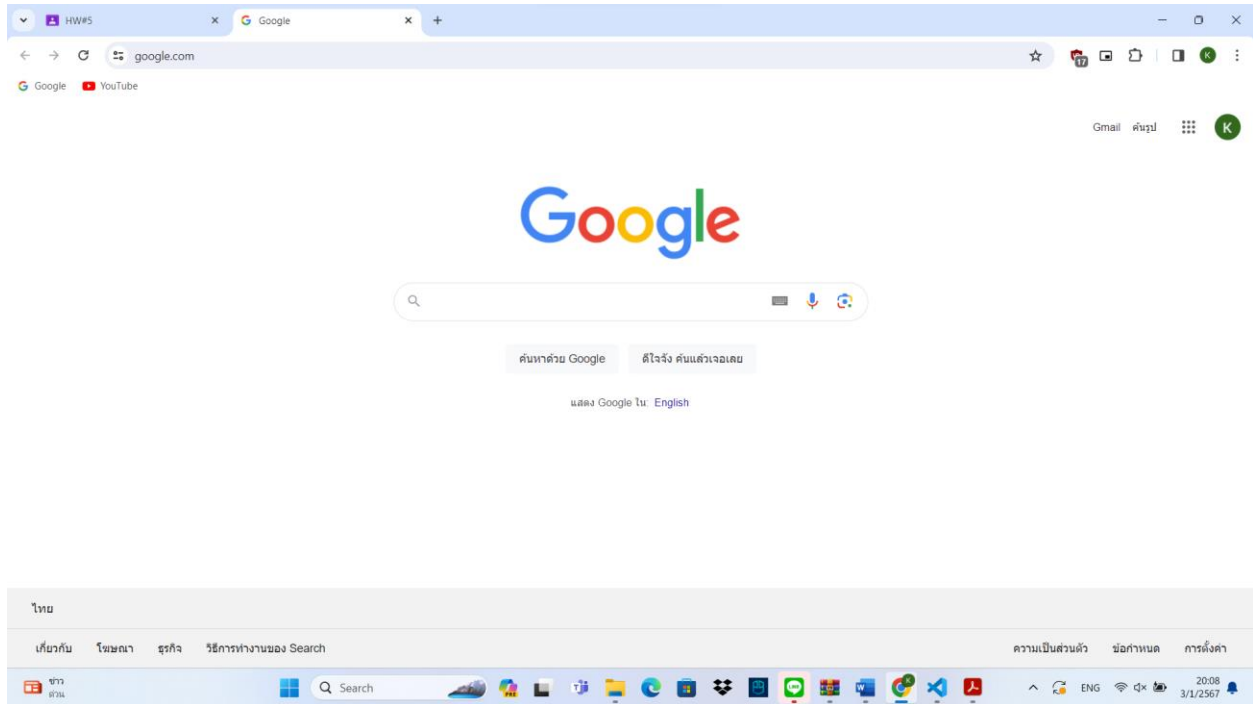 HW#5
Google
google.com
17
K
Google
YouTube
Gmail
ค้นรูป
K
Google
ค้นหาด้วย Google
ดีใจจัง ค้นแล้วเจอเลย
แสดง Google ใน: English
ไทย
เกี่ยวกับ
โฆษณา
ธุรกิจ
วิธีการทำงานของ Search
ความเป็นส่วนตัว
ข้อกำหนด
การตั้งค่า
ข่าว
ด่วน
Search
PRE
ENG
20:08
3/1/2567